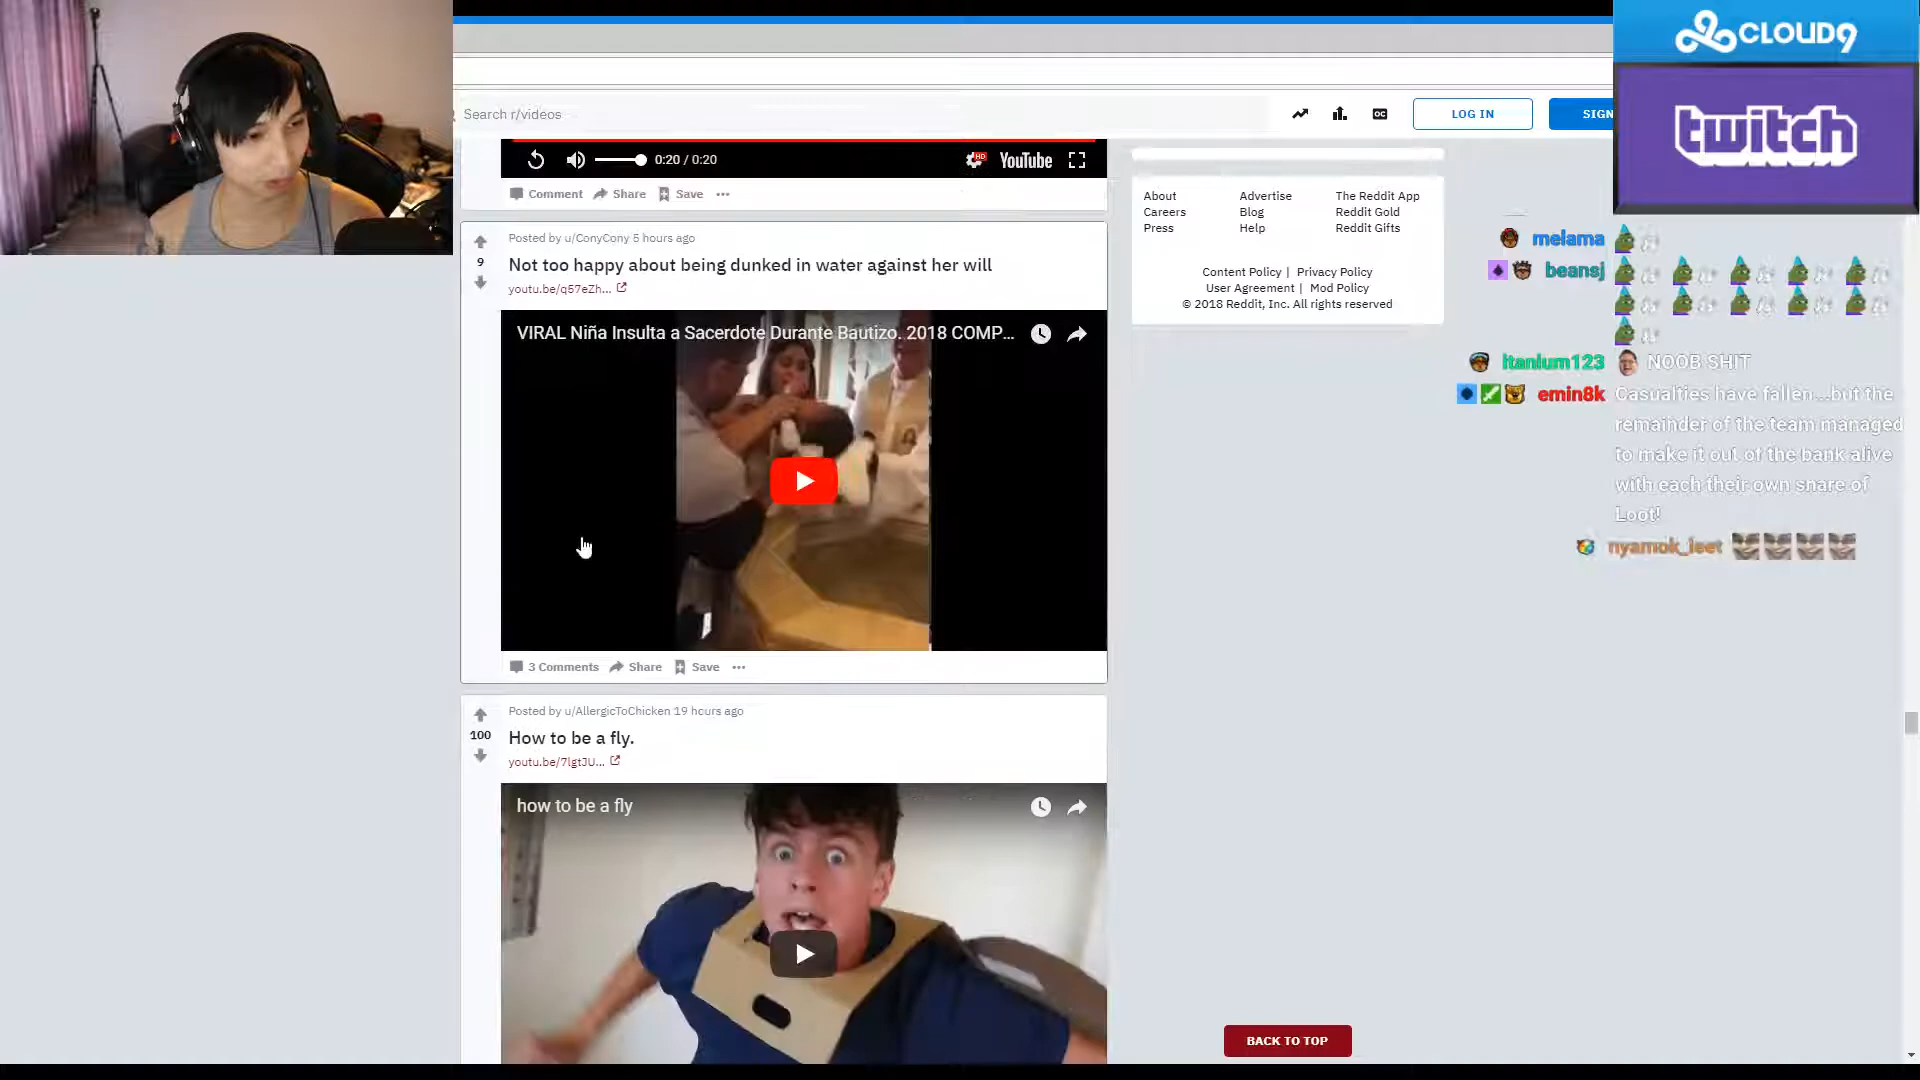 CLOUD9
twitch
Search r/videos
LOG IN
SIGN
0:20 / 0:20
HD
YouTube
Comment Share Save
Posted by u/ConyCony 5 hours ago
9
Not too happy about being dunked in water against her will
youtu.be/q57eZh...
VIRAL Niña Insulta a Sacerdote Durante Bautizo. 2018 COMP...
3 Comments Share Save
Posted by u/AllergicToChicken 19 hours ago
100
How to be a fly.
youtu.be/7lgtJU...
how to be a fly
About Advertise The Reddit App
Careers Blog Reddit Gold
Press Help Reddit Gifts
Content Policy | Privacy Policy
User Agreement | Mod Policy
© 2018 Reddit, Inc. All rights reserved
BACK TO TOP
melama
beansj
itanium123 NOOB SHIT
emin8k Casualties have fallen...but the
remainder of the team managed
to make it out of the bank alive
with each their own snare of
Loot!
nyamok_leet